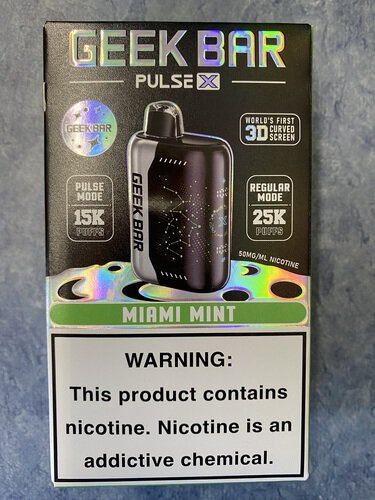 GEEK BAR
PULSE X
GEEK BAR
WORLD'S FIRST
3D CURVED
SCREEN
PULSE
MODE
15K
PUFFS
GEEK BAR
REGULAR
MODE
25K
PUFFS
50MG/ML NICOTINE
MIAMI MINT
WARNING:
This product contains
nicotine. Nicotine is an
addictive chemical.